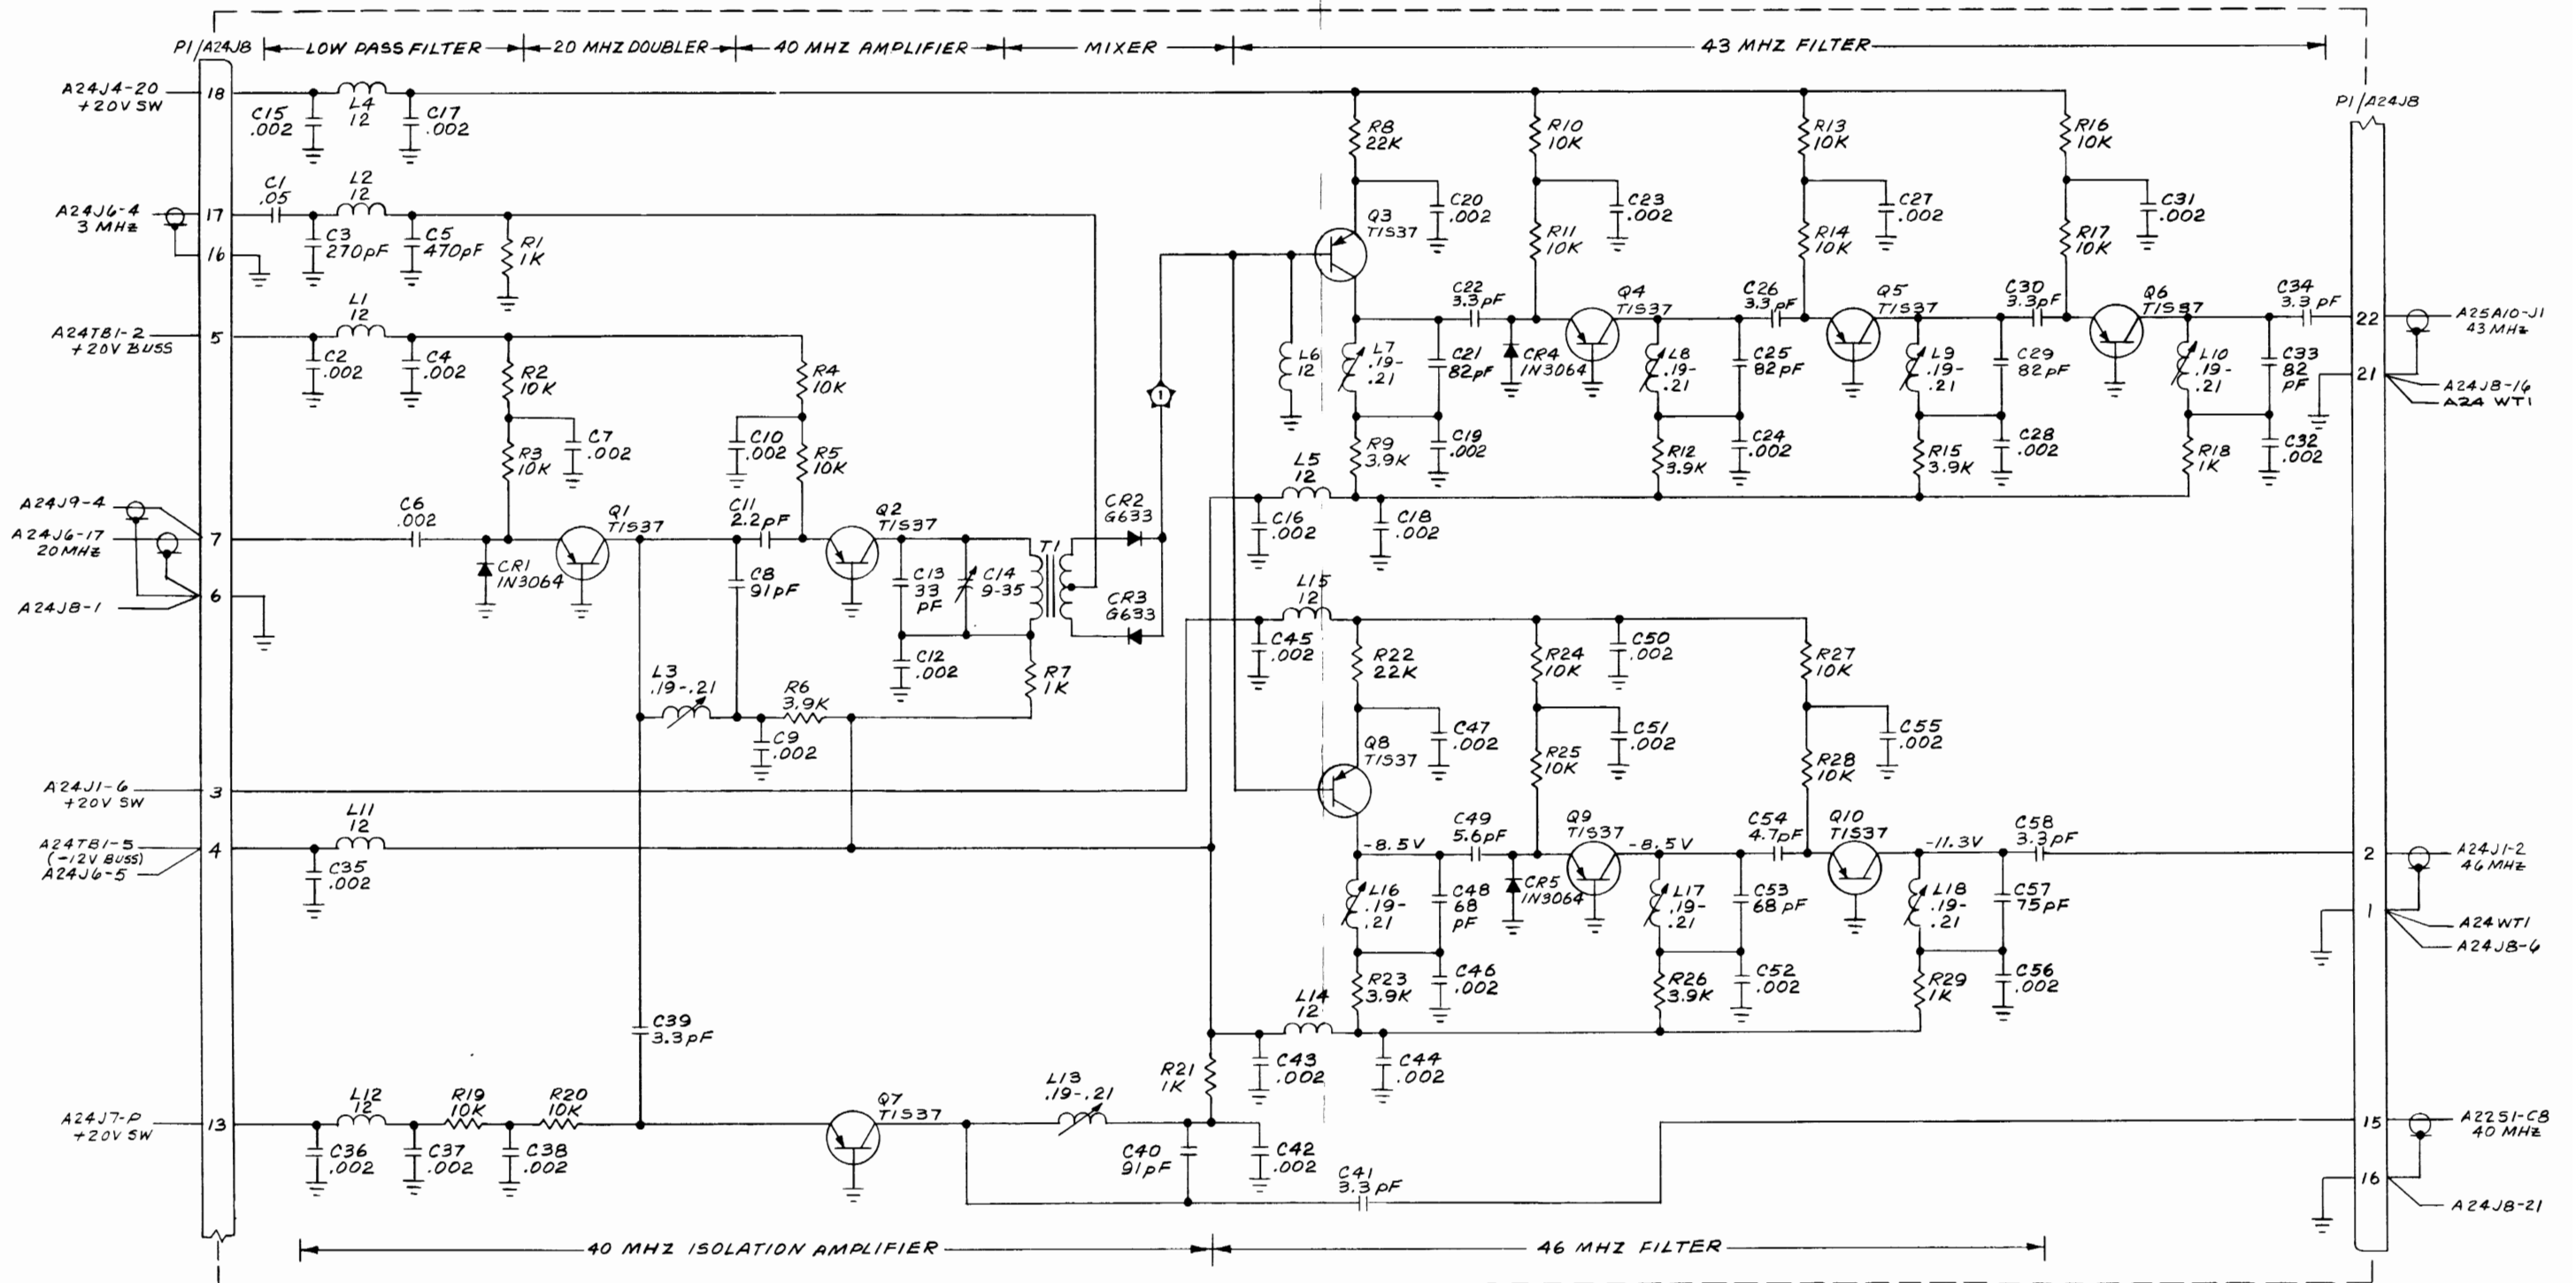 P1/A24J8
LOW PASS FILTER
20 MHZ DOUBLER
40 MHZ AMPLIFIER
MIXER
43 MHZ FILTER
A24J4-20
+20V SW
18
C15
.002
L4
12
C17
.002
A24J6-4
3 MHZ
17
16
C1
.05
L2
12
C3
270pF
C5
470pF
R1
1K
A24TB1-2
+20V BUSS
5
L1
12
C2
.002
C4
.002
R2
10K
R3
10K
C7
.002
R4
10K
C10
.002
R5
10K
A24J9-4
A24J6-17
20MHZ
A24J8-1
7
6
C6
.002
CR1
1N3064
Q1
T1S37
C11
2.2pF
C8
91pF
Q2
T1S37
C13
33
pF
C14
9-35
T1
CR2
G633
CR3
G633
1
C12
.002
R7
1K
L3
.19-.21
R6
3.9K
C9
.002
A24J1-6
+20V SW
3
A24TB1-5
(-12V BUSS)
A24J6-5
4
L11
12
C35
.002
C39
3.3pF
A24J7-P
+20V SW
13
L12
12
R19
10K
R20
10K
C36
.002
C37
.002
C38
.002
Q7
T1S37
L13
.19-.21
R21
1K
C40
91pF
C42
.002
C41
3.3pF
R8
22K
C20
.002
Q3
T1S37
L6
12
L7
.19-
.21
C21
82pF
R9
3.9K
C19
.002
L5
12
C16
.002
C18
.002
R10
10K
C23
.002
R11
10K
C22
3.3pF
CR4
1N3064
Q4
T1S37
L8
.19-
.21
C25
82pF
R12
3.9K
C24
.002
R13
10K
C27
.002
R14
10K
C26
3.3pF
Q5
T1S37
L9
.19-
.21
C29
82pF
R15
3.9K
C28
.002
R16
10K
C31
.002
R17
10K
C30
3.3pF
Q6
T1S37
L10
.19-
.21
C33
82
pF
R18
1K
C32
.002
C34
3.3pF
P1/A24J8
22
21
A25A10-J1
43MHZ
A24J8-16
A24 WT1
L15
12
C45
.002
R22
22K
C47
.002
Q8
T1S37
-8.5V
L16
.19-
.21
C48
68
pF
R23
3.9K
C46
.002
L14
12
C43
.002
C44
.002
R24
10K
C50
.002
R25
10K
C51
.002
C49
5.6pF
CR5
1N3064
Q9
T1S37
-8.5V
L17
.19-
.21
C53
68pF
R26
3.9K
C52
.002
R27
10K
C55
.002
R28
10K
C54
4.7pF
Q10
T1S37
-11.3V
L18
.19-
.21
C57
75pF
R29
1K
C56
.002
C58
3.3pF
2
1
A24J1-2
46MHZ
A24WT1
A24J8-6
15
16
A22S1-C8
40MHZ
A24J8-21
40 MHZ ISOLATION AMPLIFIER
46 MHZ FILTER